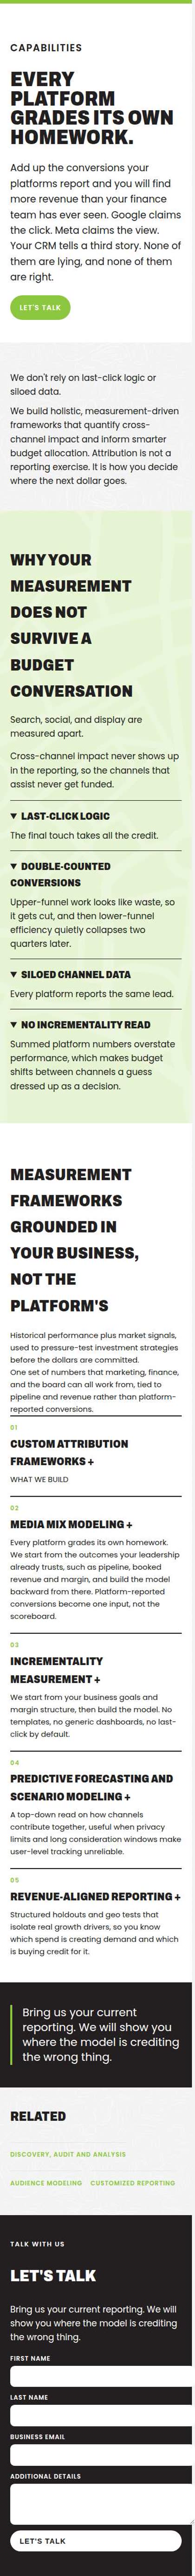 CAPABILITIES
EVERY
PLATFORM
GRADES ITS OWN
HOMEWORK.
Add up the conversions your
platforms report and you will find
more revenue than your finance
team has ever seen. Google claims
the click. Meta claims the view.
Your CRM tells a third story. None of
them are lying, and none of them
are right.
LET'S TALK
We don't rely on last-click logic or
siloed data.
We build holistic, measurement-driven
frameworks that quantify cross-
channel impact and inform smarter
budget allocation. Attribution is not a
reporting exercise. It is how you decide
where the next dollar goes.
WHY YOUR
MEASUREMENT
DOES NOT
SURVIVE A
BUDGET
CONVERSATION
Search, social, and display are
measured apart.
Cross-channel impact never shows up
in the reporting, so the channels that
assist never get funded.
▼ LAST-CLICK LOGIC
The final touch takes all the credit.
▼ DOUBLE-COUNTED
CONVERSIONS
Upper-funnel work looks like waste, so
it gets cut, and then lower-funnel
efficiency quietly collapses two
quarters later.
▼ SILOED CHANNEL DATA
Every platform reports the same lead.
▼ NO INCREMENTALITY READ
Summed platform numbers overstate
performance, which makes budget
shifts between channels a guess
dressed up as a decision.
MEASUREMENT
FRAMEWORKS
GROUNDED IN
YOUR BUSINESS,
NOT THE
PLATFORM'S
Historical performance plus market signals,
used to pressure-test investment strategies
before the dollars are committed.
One set of numbers that marketing, finance,
and the board can all work from, tied to
pipeline and revenue rather than platform-
reported conversions.
01
CUSTOM ATTRIBUTION
FRAMEWORKS +
WHAT WE BUILD
02
MEDIA MIX MODELING +
Every platform grades its own homework.
We start from the outcomes your leadership
already trusts, such as pipeline, booked
revenue and margin, and build the model
backward from there. Platform-reported
conversions become one input, not the
scoreboard.
03
INCREMENTALITY
MEASUREMENT +
We start from your business goals and
margin structure, then build the model. No
templates, no generic dashboards, no last-
click by default.
04
PREDICTIVE FORECASTING AND
SCENARIO MODELING +
A top-down read on how channels
contribute together, useful when privacy
limits and long consideration windows make
user-level tracking unreliable.
05
REVENUE-ALIGNED REPORTING +
Structured holdouts and geo tests that
isolate real growth drivers, so you know
which spend is creating demand and which
is buying credit for it.
Bring us your current
reporting. We will show you
where the model is crediting
the wrong thing.
RELATED
DISCOVERY, AUDIT AND ANALYSIS
AUDIENCE MODELING CUSTOMIZED REPORTING
TALK WITH US
LET'S TALK
Bring us your current reporting. We will
show you where the model is crediting
the wrong thing.
FIRST NAME
LAST NAME
BUSINESS EMAIL
ADDITIONAL DETAILS
LET'S TALK